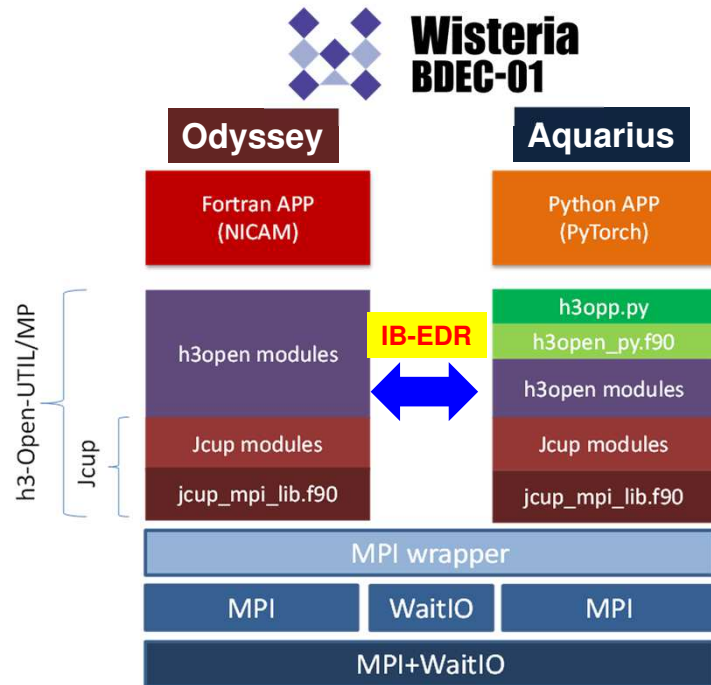 Wisteria
BDEC-01
Odyssey
Aquarius
Fortran APP
(NICAM)
Python APP
(PyTorch)
h3-Open-UTIL/MP
Jcup
h3open modules
Jcup modules
jcup_mpi_lib.f90
IB-EDR
h3opp.py
h3open_py.f90
h3open modules
Jcup modules
jcup_mpi_lib.f90
MPI wrapper
MPI
WaitIO
MPI
MPI+WaitIO